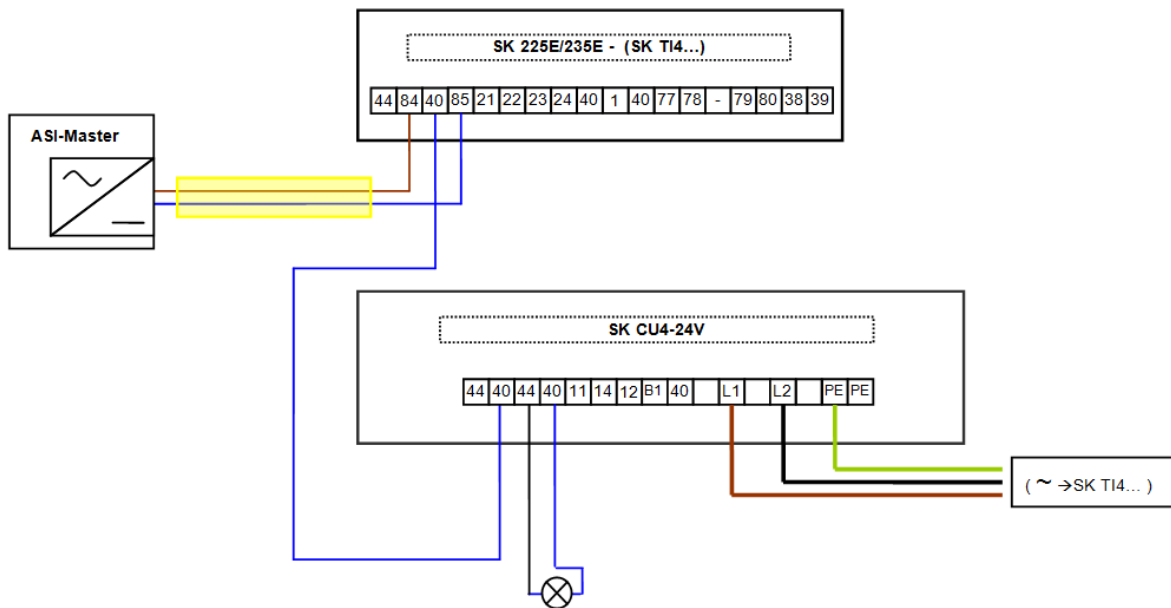 SK 225E/235E - (SK TI4...)
44 84 40 85 21 22 23 24 40 1 40 77 78 - 79 80 38 39
ASI-Master
SK CU4-24V
44 40 44 40 11 14 12 B1 40 L1 L2 PE PE
( ~ →SK TI4... )